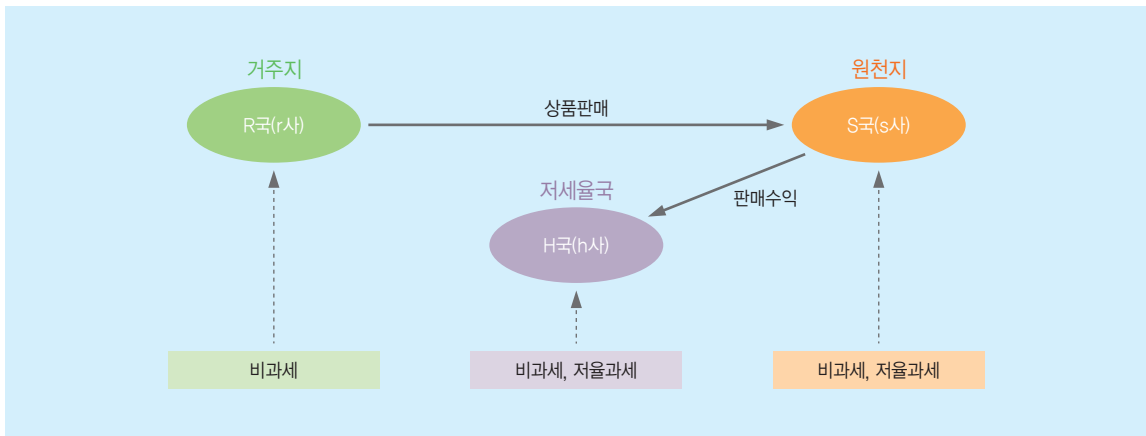 거주지
원천지
R국(r사)
상품판매
S국(s사)
저세율국
판매수익
H국(h사)
비과세
비과세, 저율과세
비과세, 저율과세